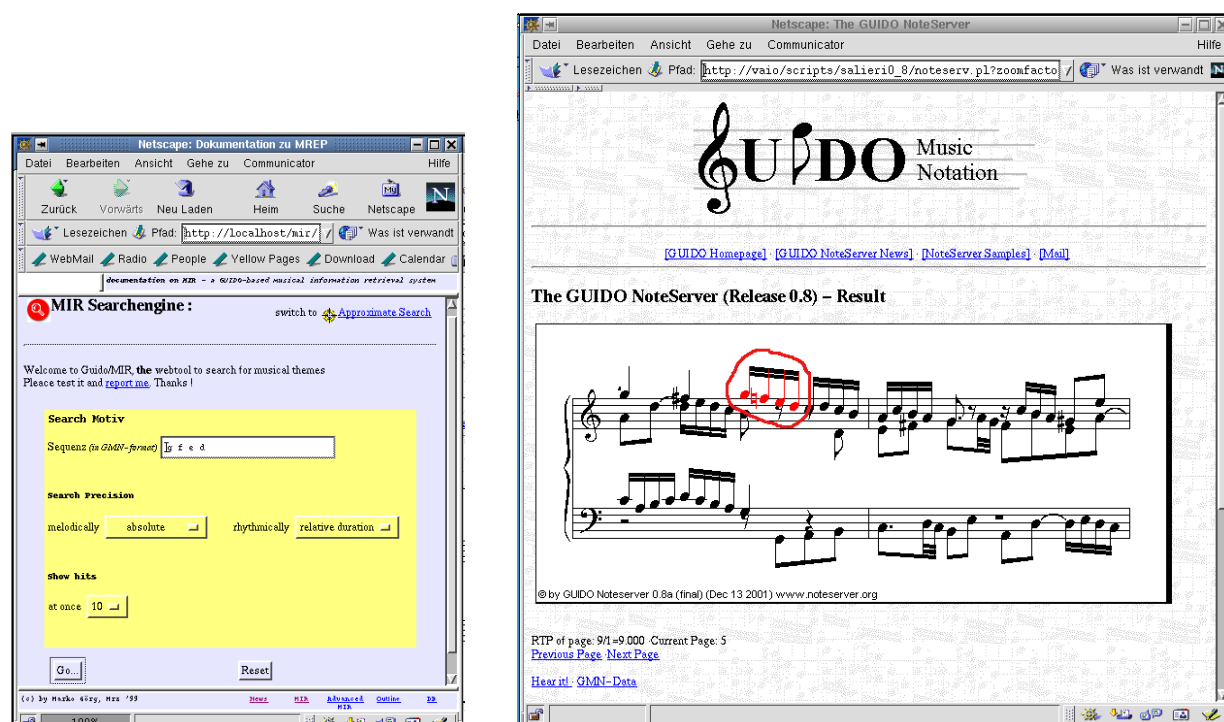 Netscape: Dokumentation zu MREP
Datei Bearbeiten Ansicht Gehe zu Communicator Hilfe
Zurück Vorwärts Neu Laden Heim Suche Netscape
My
N
Lesezeichen Pfad: http://localhost/mir/ Was ist verwandt
WebMail Radio People Yellow Pages Download Calendar
documentation on MIR - a GUIDO-based musical information retrieval system
MIR Searchengine :
switch to Approximate Search
Welcome to Guido/MIR, the webtool to search for musical themes
Pleace test it and report me. Thanks !
Search Motiv
Sequenz (in GMN-format) g f e d
Search Precision
melodically absolute rhythmically relative duration
Show hits
at once 10
Go... Reset
(c) by Marko Görg, Mrz '99 News MIR Advanced MIR Outline DB
100%
Netscape: The GUIDO NoteServer
Datei Bearbeiten Ansicht Gehe zu Communicator Hilfe
Lesezeichen Pfad: http://vaio/scripts/salieri0_8/noteserv.pl?zoomfacto Was ist verwandt N
GUIDO Music
Notation
[GUIDO Homepage] · [GUIDO NoteServer News] · [NoteServer Samples] · [Mail]
The GUIDO NoteServer (Release 0.8) – Result
© by GUIDO Noteserver 0.8a (final) (Dec 13 2001) www.noteserver.org
RTP of page: 9/1=9.000 ·Current Page: 5
Previous Page ·Next Page
Hear it! · GMN-Data